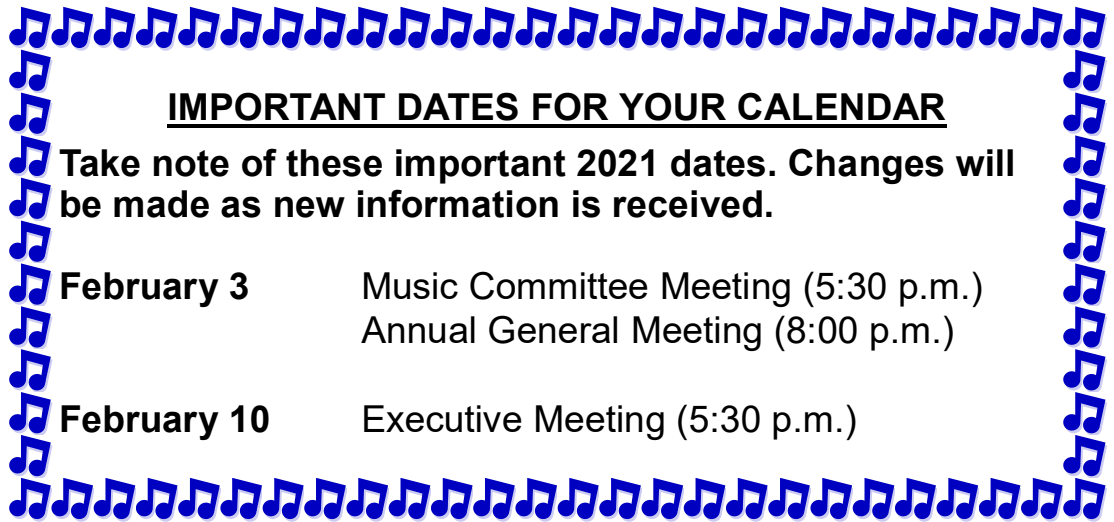 IMPORTANT DATES FOR YOUR CALENDAR
Take note of these important 2021 dates. Changes will
be made as new information is received.
February 3 Music Committee Meeting (5:30 p.m.)
Annual General Meeting (8:00 p.m.)
February 10 Executive Meeting (5:30 p.m.)